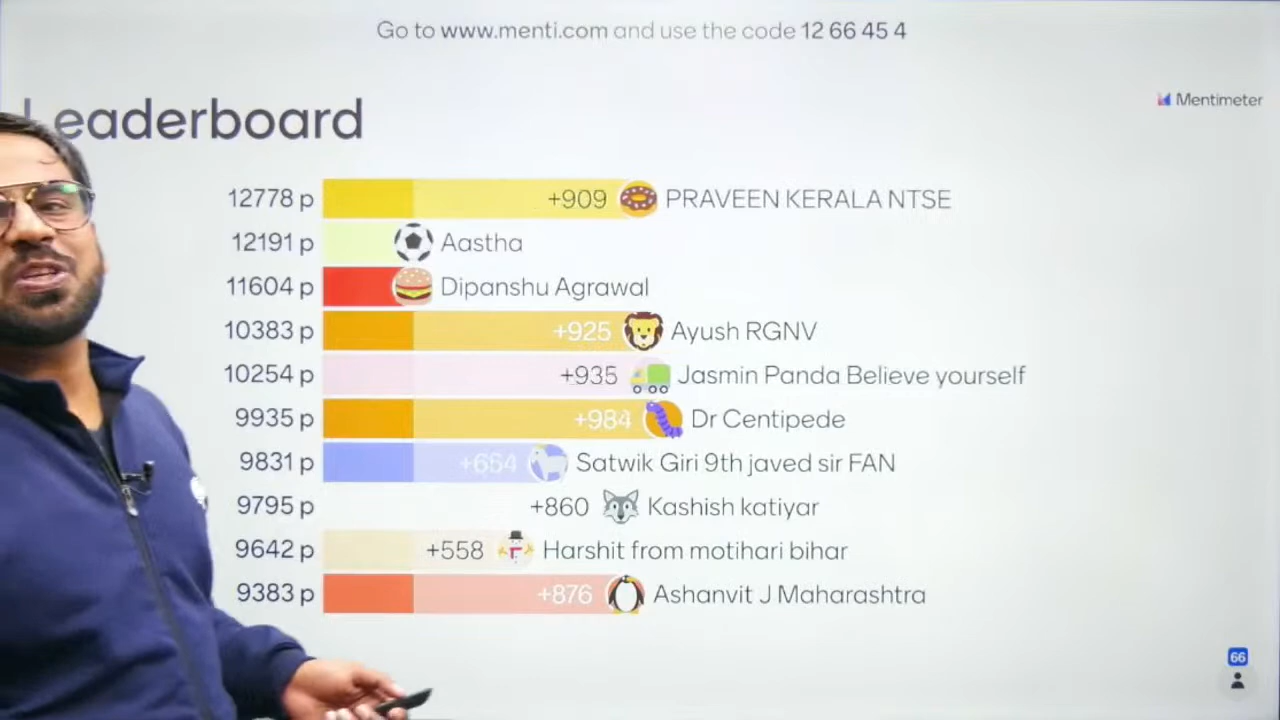 Go to www.menti.com and use the code 12 66 45 4
Mentimeter
Leaderboard
12778 p +909 PRAVEEN KERALA NTSE
12191 p Aastha
11604 p Dipanshu Agrawal
10383 p +925 Ayush RGNV
10254 p +935 Jasmin Panda Believe yourself
9935 p +984 Dr Centipede
9831 p +664 Satwik Giri 9th javed sir FAN
9795 p +860 Kashish katiyar
9642 p +558 Harshit from motihari bihar
9383 p +876 Ashanvit J Maharashtra
66